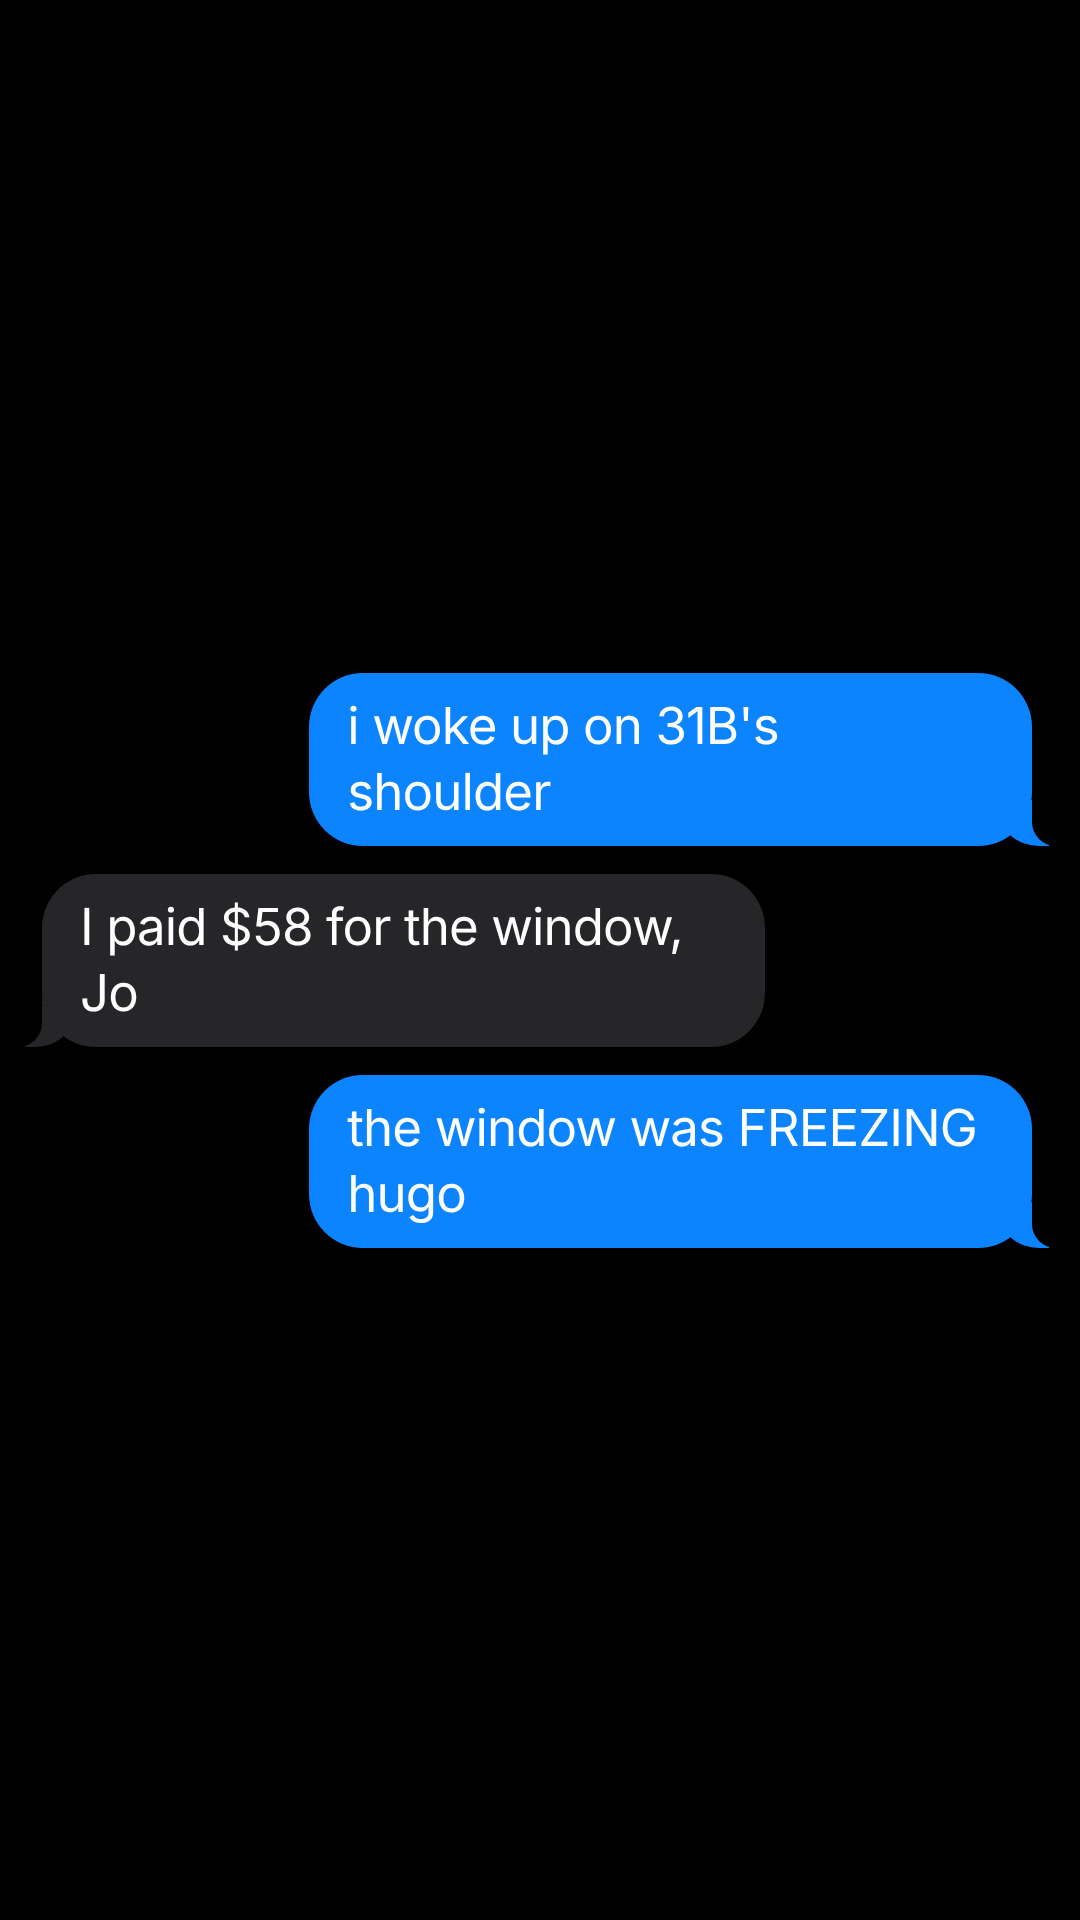 i woke up on 31B's
shoulder
I paid $58 for the window,
Jo
the window was FREEZING
hugo